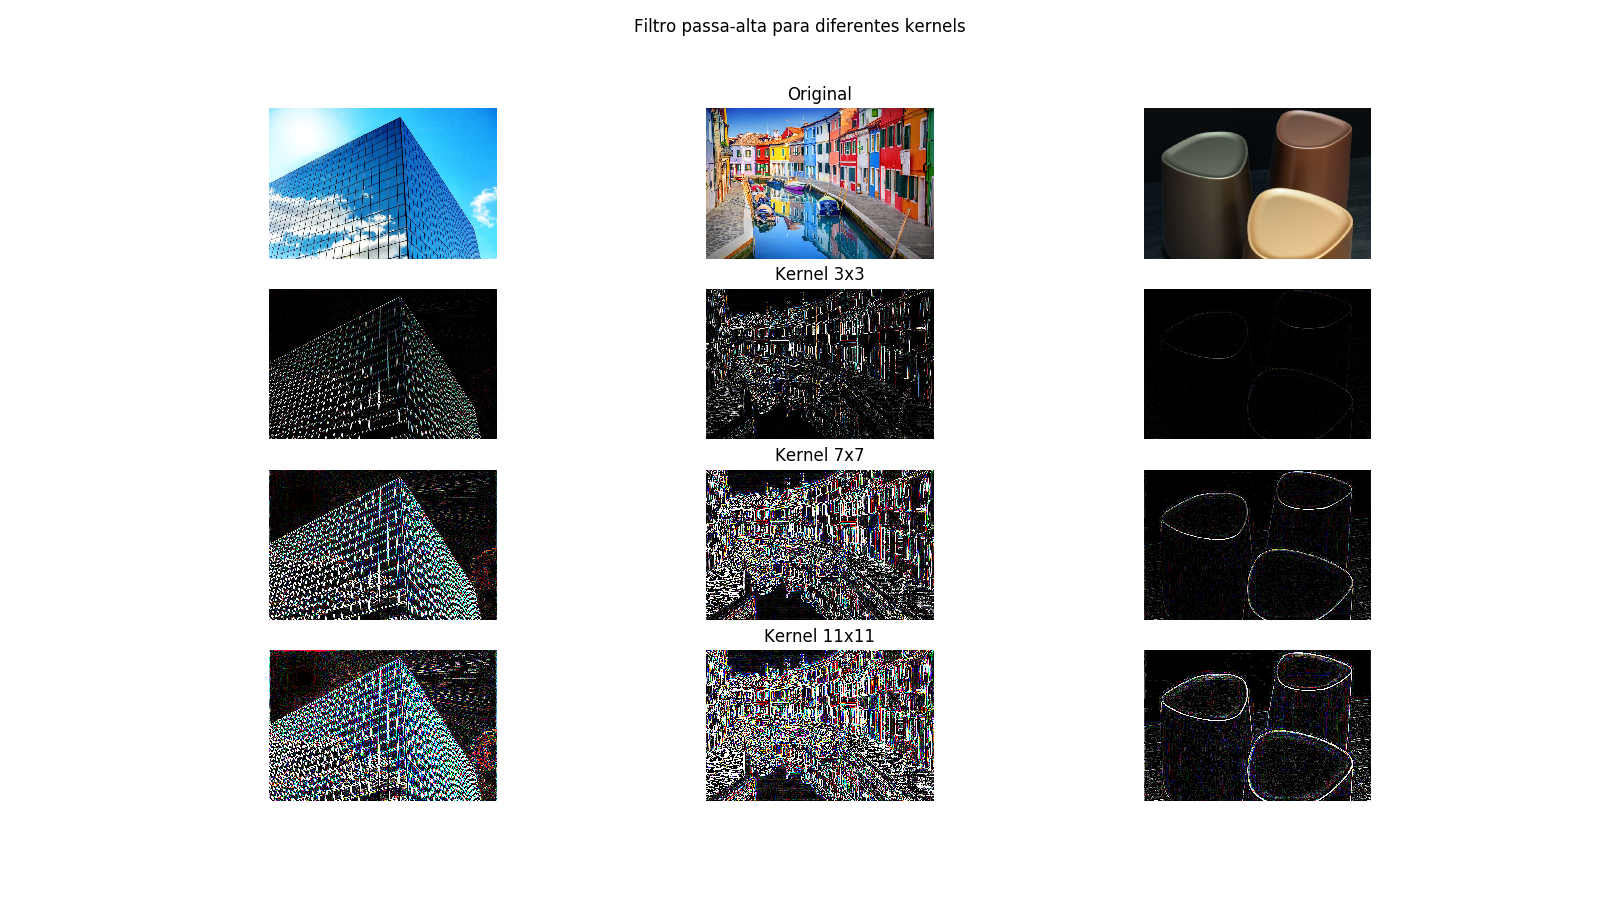 Filtro passa-alta para diferentes kernels
Original
Kernel 3x3
Kernel 7x7
Kernel 11x11